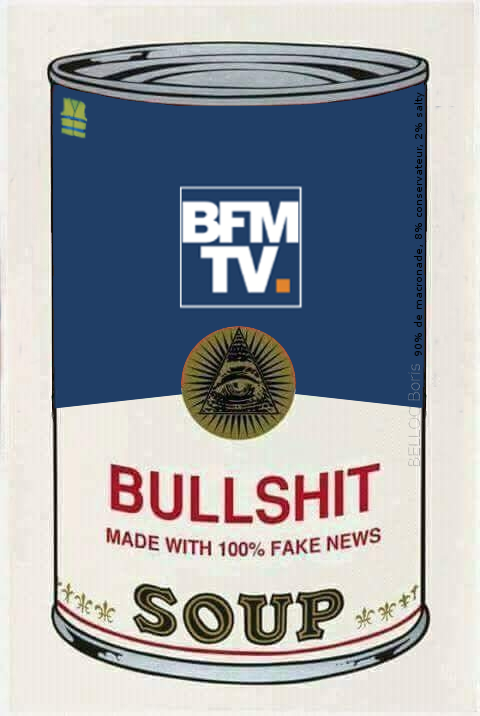 BFM
TV.
BULLSHIT
MADE WITH 100% FAKE NEWS
SOUP
90% de macronade, 8% conservateur, 2% salty
BELLOC Boris